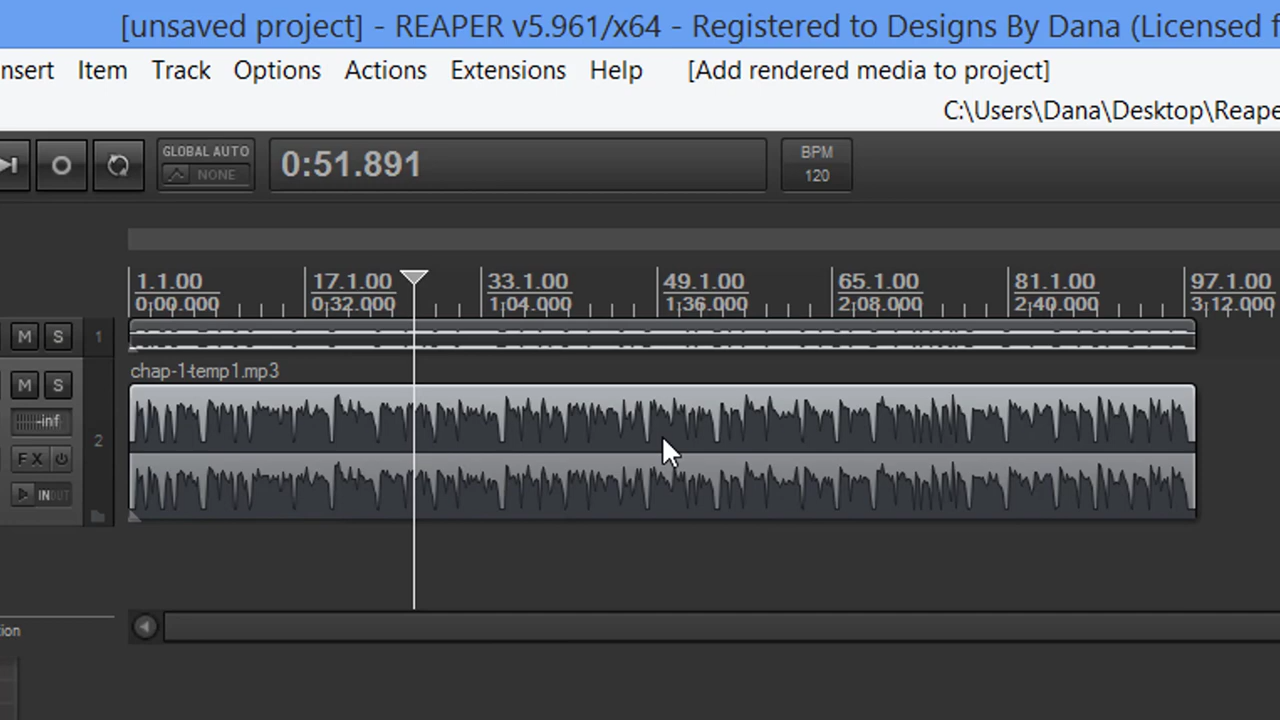 [unsaved project] - REAPER v5.961/x64 - Registered to Designs By Dana (Licensed f
nsert Item Track Options Actions Extensions Help [Add rendered media to project]
C:\Users\Dana\Desktop\Reape
GLOBAL AUTO
NONE
0:51.891
BPM
120
1.1.00 17.1.00 33.1.00 49.1.00 65.1.00 81.1.00 97.1.00
0:00.000 0:32.000 1:04.000 1:36.000 2:08.000 2:40.000 3:12.000
M S 1
chap-1-temp1.mp3
M S
-inf
2
FX
IN OUT
tion